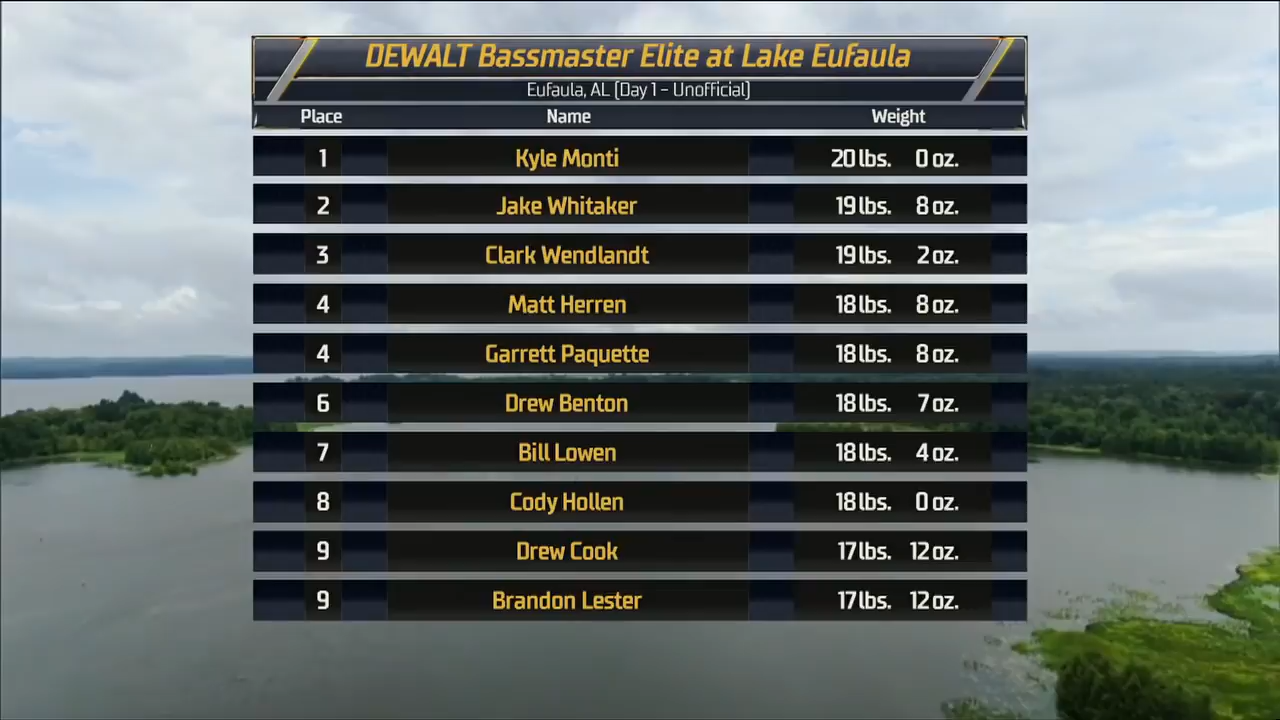 DEWALT Bassmaster Elite at Lake Eufaula
Eufaula, AL (Day 1 - Unofficial)
Place Name Weight
1 Kyle Monti 20 lbs. 0 oz.
2 Jake Whitaker 19 lbs. 8 oz.
3 Clark Wendlandt 19 lbs. 2 oz.
4 Matt Herren 18 lbs. 8 oz.
4 Garrett Paquette 18 lbs. 8 oz.
6 Drew Benton 18 lbs. 7 oz.
7 Bill Lowen 18 lbs. 4 oz.
8 Cody Hollen 18 lbs. 0 oz.
9 Drew Cook 17 lbs. 12 oz.
9 Brandon Lester 17 lbs. 12 oz.